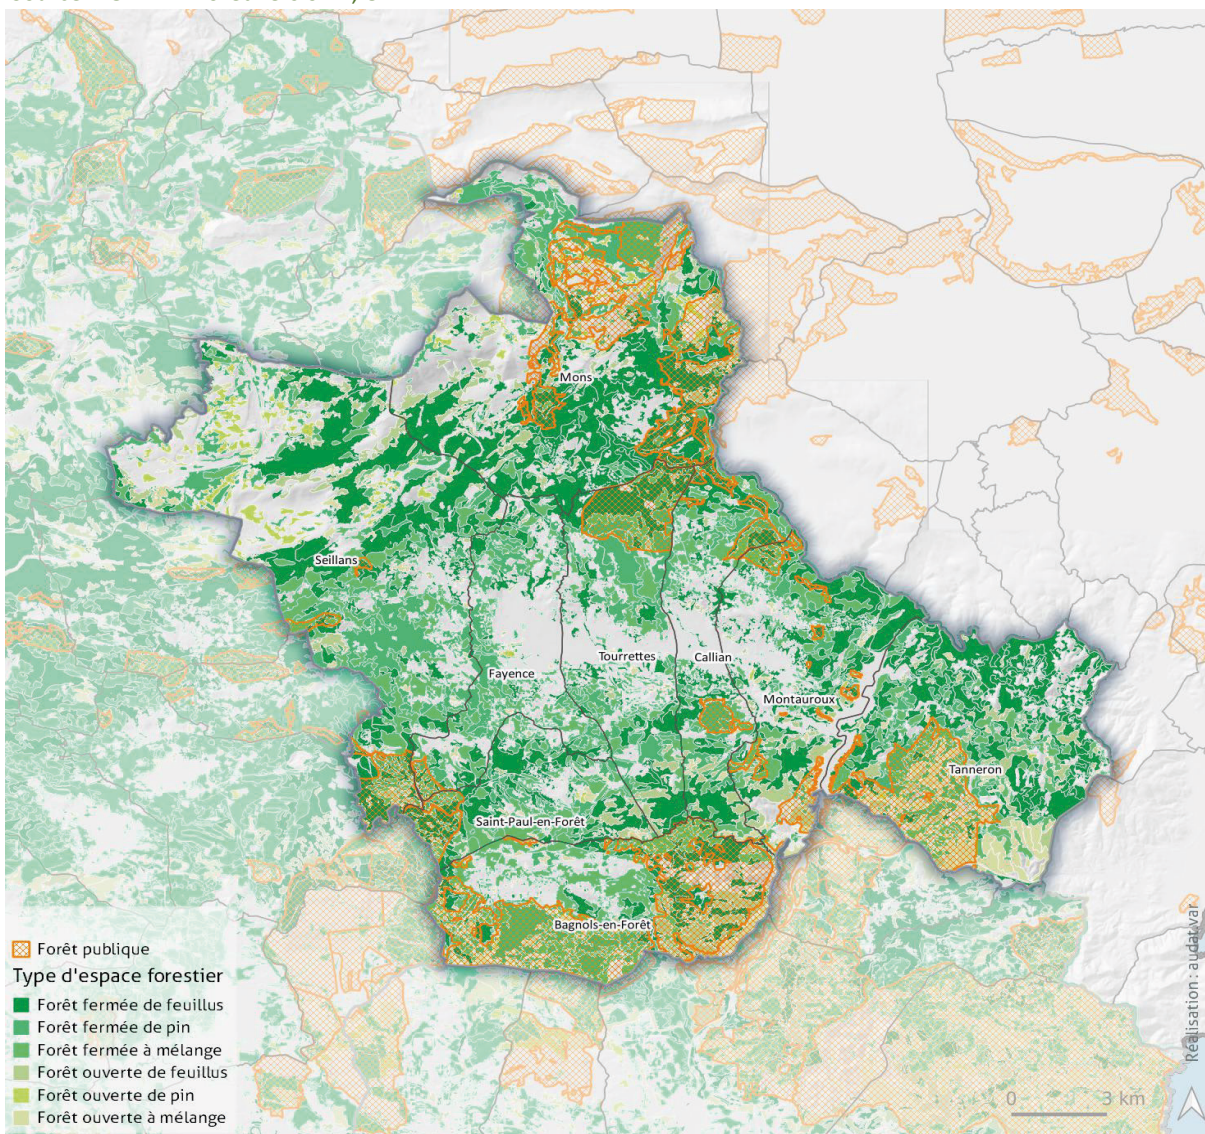 Mons
Seillans
Tourrettes
Callian
Fayence
Montauroux
Tanneron
Saint-Paul-en-Forêt
Bagnols-en-Forêt
Forêt publique
Type d'espace forestier
Forêt fermée de feuillus
Forêt fermée de pin
Forêt fermée à mélange
Forêt ouverte de feuillus
Forêt ouverte de pin
Forêt ouverte à mélange
0 3 km
Réalisation : audat.var